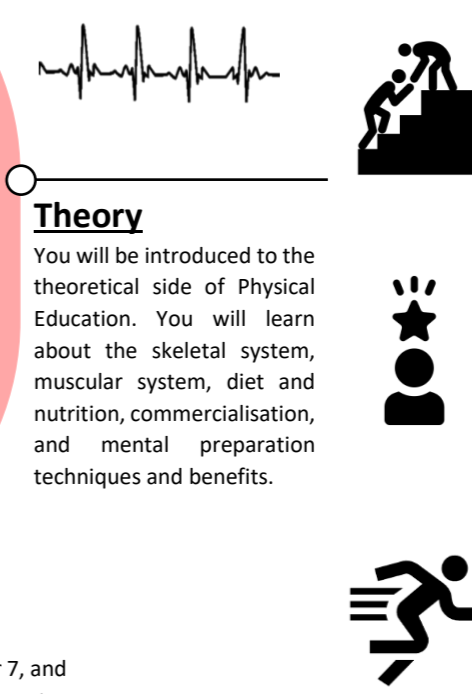 Theory
You will be introduced to the
theoretical side of Physical
Education. You will learn
about the skeletal system,
muscular system, diet and
nutrition, commercialisation,
and mental preparation
techniques and benefits.
7, and